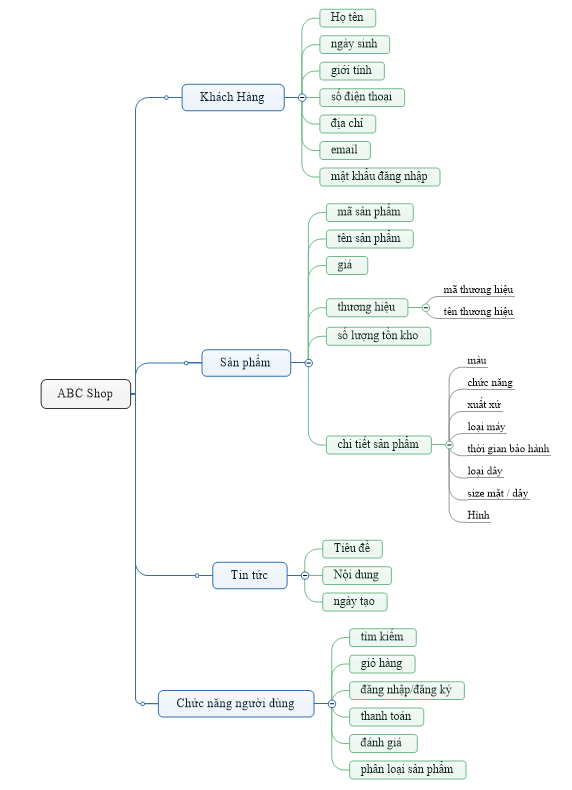 ABC Shop
Khách Hàng
Họ tên
ngày sinh
giới tính
số điện thoại
địa chỉ
email
mật khẩu đăng nhập
Sản phẩm
mã sản phẩm
tên sản phẩm
giá
thương hiệu
mã thương hiệu
tên thương hiệu
số lượng tồn kho
chi tiết sản phẩm
màu
chức năng
xuất xứ
loại máy
thời gian bảo hành
loại dây
size mặt / dây
Hình
Tin tức
Tiêu đề
Nội dung
ngày tạo
Chức năng người dùng
tìm kiếm
giỏ hàng
đăng nhập/đăng ký
thanh toán
đánh giá
phân loại sản phẩm